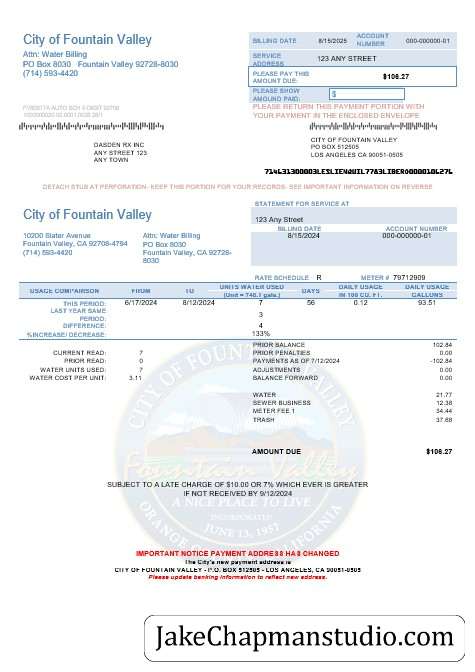 City of Fountain Valley
Attn: Water Billing
PO Box 8030 Fountain Valley 92728-8030
(714) 593-4420
BILLING DATE 8/15/2025 ACCOUNT NUMBER 000-000000-01
SERVICE ADDRESS 123 ANY STREET
PLEASE PAY THIS AMOUNT DUE: $108.27
PLEASE SHOW AMOUND PAID: $
PLEASE RETURN THIS PAYMENT PORTION WITH
YOUR PAYMENT IN THE ENCLOSED ENVELOPE
DASDEN RX INC
ANY STREET 123
ANY TOWN
CITY OF FOUNTAIN VALLEY
PO BOX 512505
LOS ANGELES CA 90051-0505
DETACH STUB AT PERFORATION- KEEP THIS PORTION FOR YOUR RECORDS- SEE IMPORTANT INFORMATION ON REVERSE
City of Fountain Valley
10200 Slater Avenue
Fountain Valley, CA 92708-4794
(714) 593-4420
Attn: Water Billing
PO Box 8030
Fountain Valley, CA 92728-
8030
STATEMENT FOR SERVICE AT
123 Any Street
BILLING DATE ACCOUNT NUMBER
8/15/2024 000-000000-01
RATE SCHEDULE R METER # 79712909
USAGE COMPARISON FROM TO UNITS WATER USED (Unit = 748.1 gals.) DAYS DAILY USAGE IN 100 CU. FT. DAILY USAGE GALLONS
THIS PERIOD: 6/17/2024 8/12/2024 7 56 0.12 93.51
LAST YEAR SAME
PERIOD: 3
DIFFERENCE: 4
%INCREASE/ DECREASE: 133%
CURRENT READ: 7
PRIOR READ: 0
WATER UNITS USED: 7
WATER COST PER UNIT: 3.11
PRIOR BALANCE 102.84
PRIOR PENALTIES 0.00
PAYMENTS AS OF 7/12/2024 -102.84
ADJUSTMENTS 0.00
BALANCE FORWARD 0.00
WATER 21.77
SEWER BUSINESS 12.38
METER FEE 1 34.44
TRASH 37.68
AMOUNT DUE $108.27
CITY OF FOUNTAIN VALLEY
Fountain Valley
A NICE PLACE TO LIVE
INCORPORATED
JUNE 13, 1957
ORANGE COUNTY CALIFORNIA
SUBJECT TO A LATE CHARGE OF $10.00 OR 7% WHICH EVER IS GREATER
IF NOT RECEIVED BY 9/12/2024
IMPORTANT NOTICE PAYMENT ADDRESS HAS CHANGED
The City's new payment address is
CITY OF FOUNTAIN VALLEY - P.O. BOX 512505 - LOS ANGELES, CA 90051-0505
Please update banking information to reflect new address.
JakeChapmanstudio.com